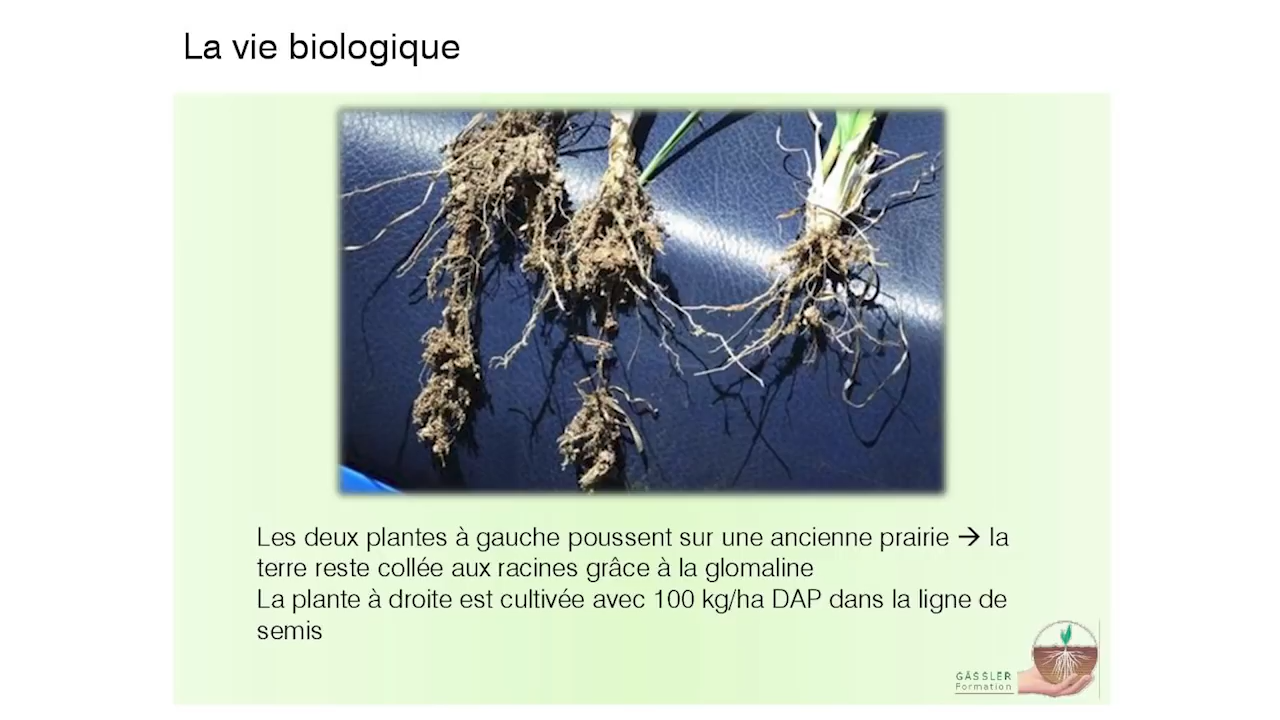 La vie biologique
Les deux plantes à gauche poussent sur une ancienne prairie → la
terre reste collée aux racines grâce à la glomaline
La plante à droite est cultivée avec 100 kg/ha DAP dans la ligne de
semis
GÄSSLER
Formation